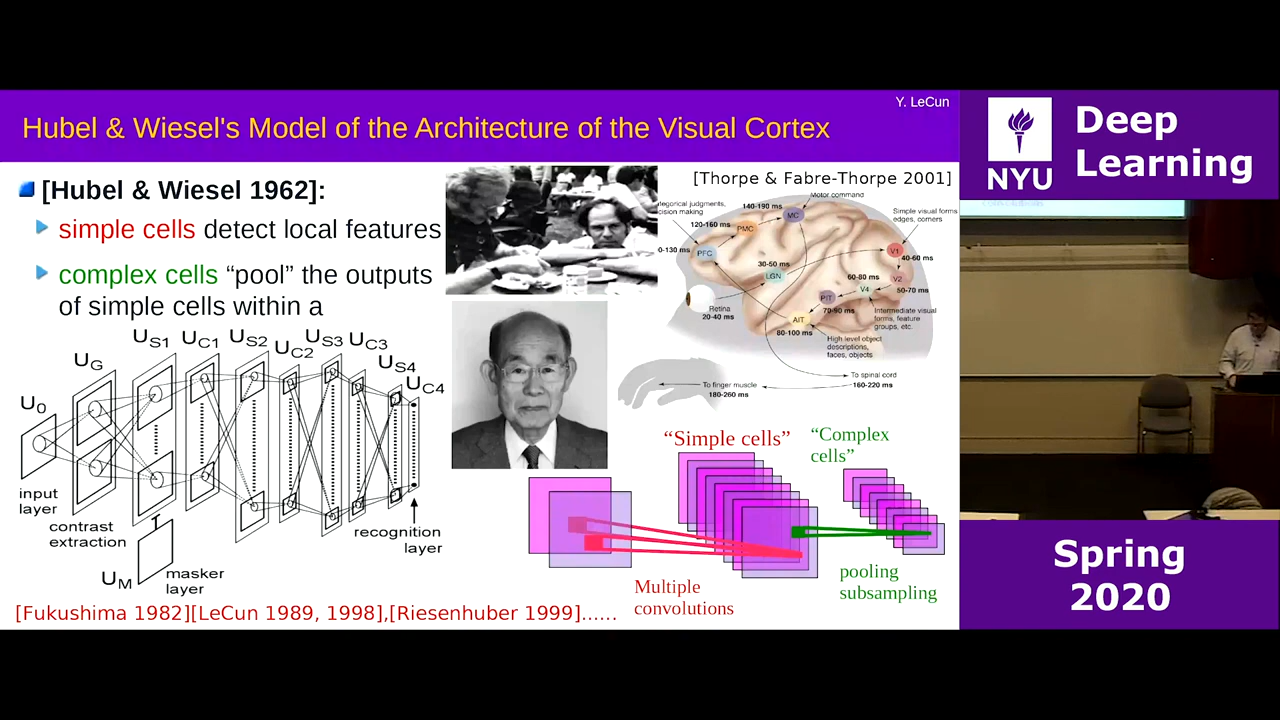 Y. LeCun
Hubel & Wiesel's Model of the Architecture of the Visual Cortex
[Hubel & Wiesel 1962]:
simple cells detect local features
complex cells “pool” the outputs
of simple cells within a
U0
UG
US1
UC1
US2
UC2
US3
UC3
US4
UC4
input
layer
contrast
extraction
UM
masker
layer
recognition
layer
[Fukushima 1982][LeCun 1989, 1998],[Riesenhuber 1999]......
[Thorpe & Fabre-Thorpe 2001]
Motor command
140-190 ms
MC
Simple visual forms
edges, corners
making
120-160 ms
PMC
PFC
30-50 ms
LGN
V1
40-60 ms
V2
50-70 ms
60-80 ms
V4
PIT
70-90 ms
Retina
20-40 ms
AIT
80-100 ms
Intermediate visual
forms, feature
groups, etc.
High level object
descriptions,
faces, objects
To spinal cord
160-220 ms
To finger muscle
180-260 ms
“Simple cells”
“Complex
cells”
Multiple
convolutions
pooling
subsampling
NYU
Deep
Learning
Spring
2020